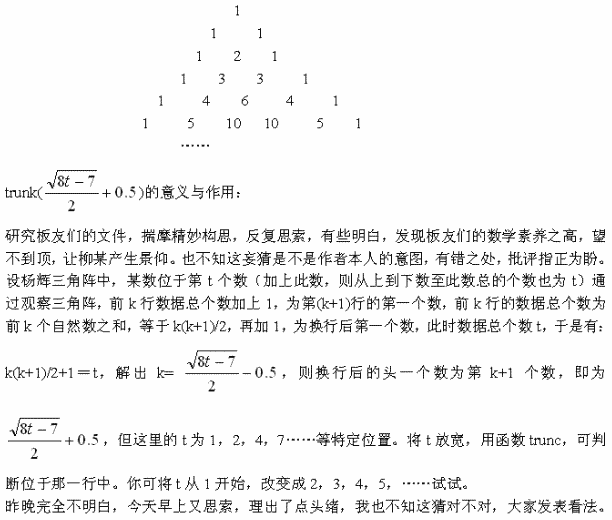 1
1 1
1 2 1
1 3 3 1
1 4 6 4 1
1 5 10 10 5 1
……
trunk(√(8t－7)/2+0.5)的意义与作用：
研究板友们的文件，揣摩精妙构思，反复思索，有些明白，发现板友们的数学素养之高，望
不到顶，让柳某产生景仰。也不知这妄猜是不是作者本人的意图，有错之处，批评指正为盼。
设杨辉三角阵中，某数位于第 t 个数（加上此数，则从上到下数至此数总的个数也为 t）通
过观察三角阵，前 k 行数据总个数加上 1，为第(k+1)行的第一个数，前 k 行的数据总个数为
前 k 个自然数之和，等于 k(k+1)/2，再加 1，为换行后第一个数，此时数据总个数 t，于是有：
k(k+1)/2+1＝t，解出 k= √(8t－7)/2－0.5，则换行后的头一个数为第 k+1 个数，即为
√(8t－7)/2+0.5，但这里的 t 为 1，2，4，7……等特定位置。将 t 放宽，用函数 trunc，可判
断位于那一行中。你可将 t 从 1 开始，改变成 2，3，4，5，……试试。
昨晚完全不明白，今天早上又思索，理出了点头绪，我也不知这猜对不对，大家发表看法。